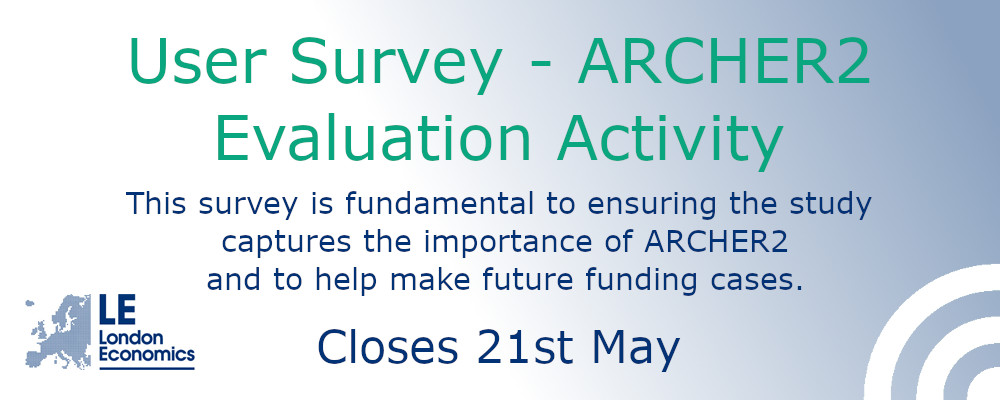 User Survey - ARCHER2
Evaluation Activity
This survey is fundamental to ensuring the study
captures the importance of ARCHER2
and to help make future funding cases.
LE
London
Economics
Closes 21st May